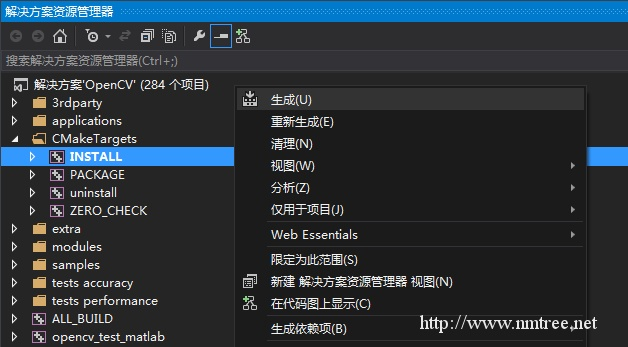 解决方案资源管理器
搜索解决方案资源管理器(Ctrl+;)
解决方案'OpenCV' (284 个项目)
3rdparty
applications
CMakeTargets
INSTALL
PACKAGE
uninstall
ZERO_CHECK
extra
modules
samples
tests accuracy
tests performance
ALL_BUILD
opencv_test_matlab
生成(U)
重新生成(E)
清理(N)
视图(W)
分析(Z)
仅用于项目(J)
Web Essentials
限定为此范围(S)
新建 解决方案资源管理器 视图(N)
在代码图上显示(C)
生成依赖项(B)
http://www.nmtree.net